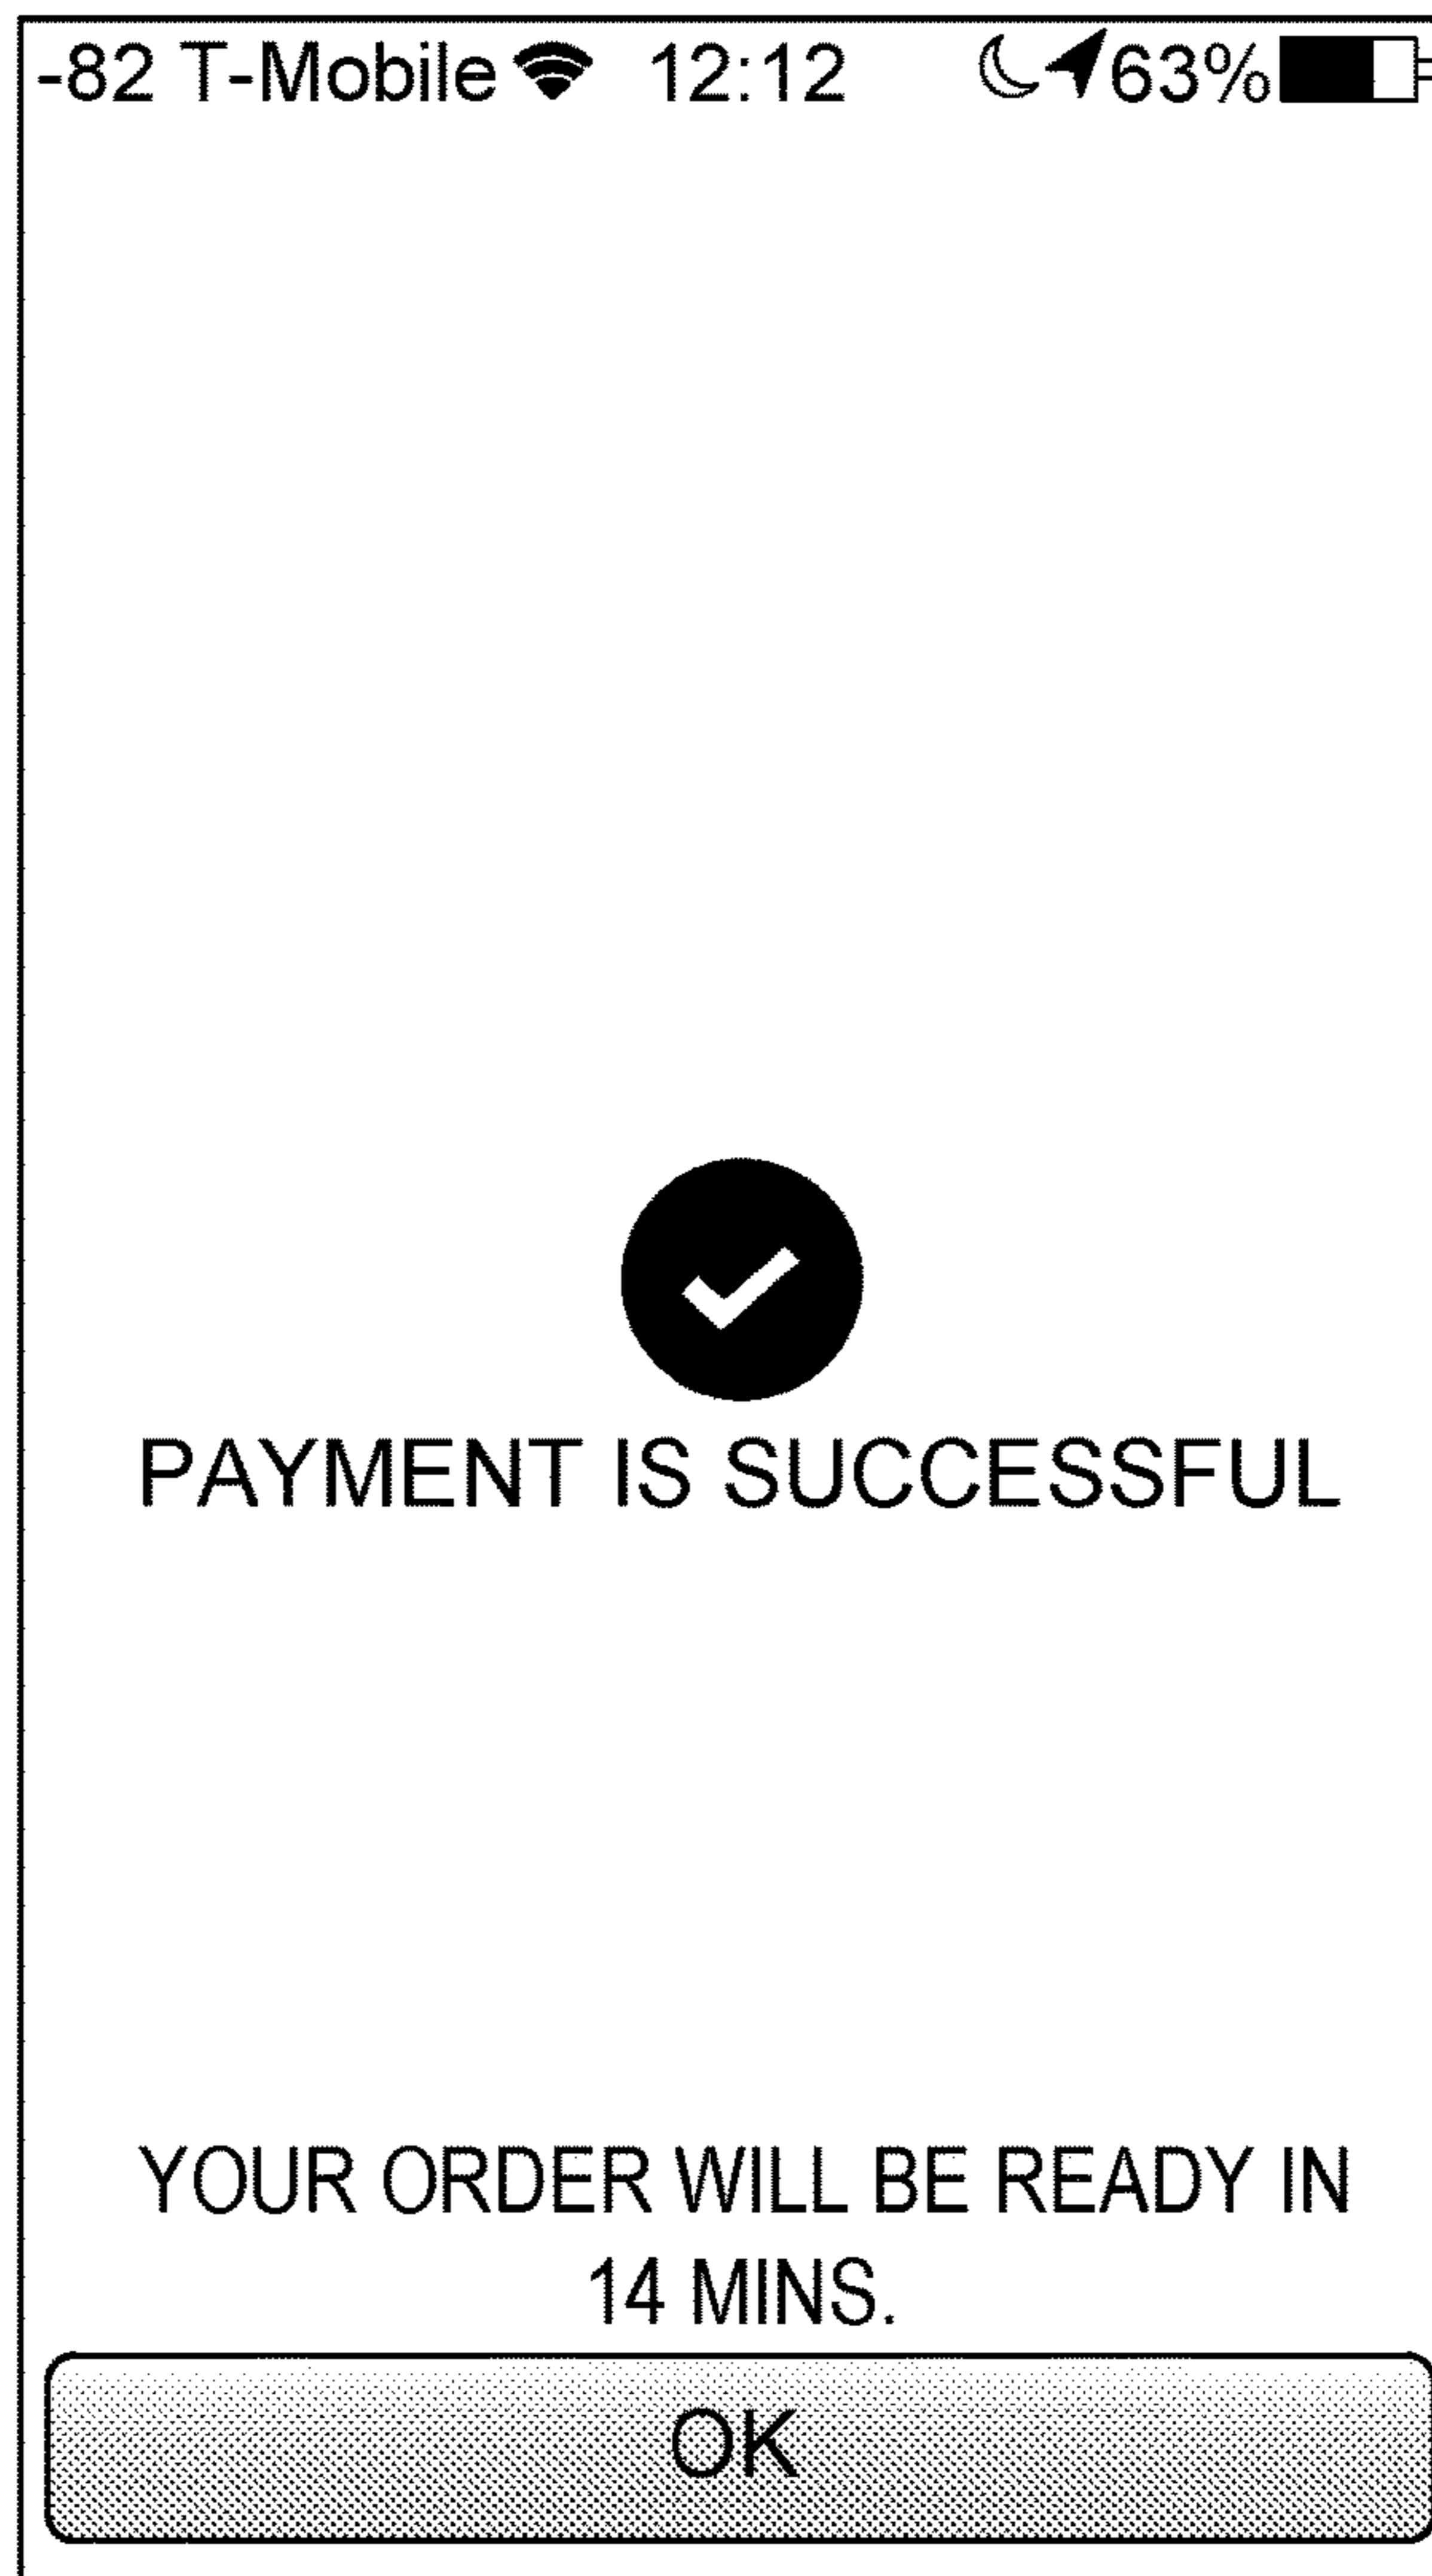 -82 T-Mobile 12:12 63%
PAYMENT IS SUCCESSFUL
YOUR ORDER WILL BE READY IN
14 MINS.
OK